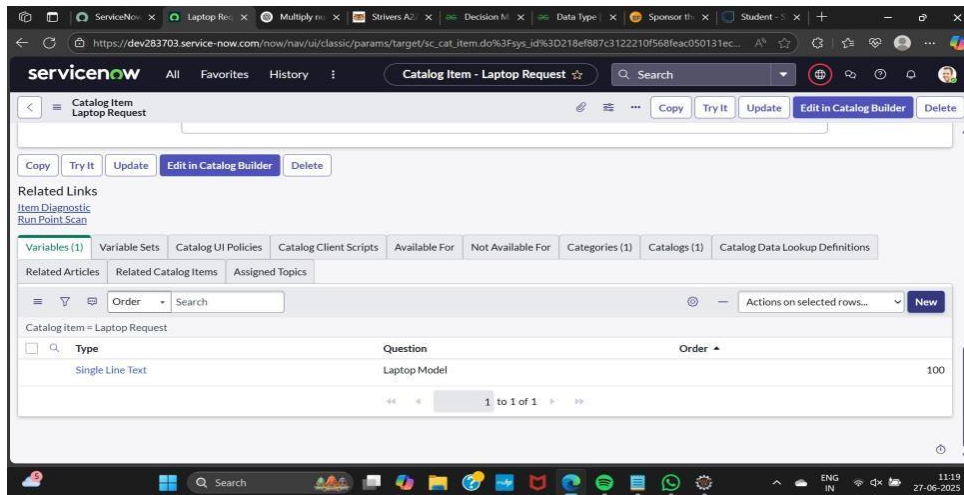 ServiceNow
Laptop Req
Multiply nu
Strivers A2
Decision M
Data Type
Sponsor th
Student - S
https://dev283703.service-now.com/now/nav/ui/classic/params/target/sc_cat_item.do%3Fsys_id%3D218ef887c3122210f568feac050131ec...
servicenow All Favorites History Catalog Item - Laptop Request Search
Catalog Item
Laptop Request
Copy Try It Update Edit in Catalog Builder Delete
Copy Try It Update Edit in Catalog Builder Delete
Related Links
Item Diagnostic
Run Point Scan
Variables (1) Variable Sets Catalog UI Policies Catalog Client Scripts Available For Not Available For Categories (1) Catalogs (1) Catalog Data Lookup Definitions
Related Articles Related Catalog Items Assigned Topics
Order Search Actions on selected rows... New
Catalog item = Laptop Request
Type Question Order
Single Line Text Laptop Model 100
1 to 1 of 1
5
Search
ENG
IN
11:19
27-06-2025